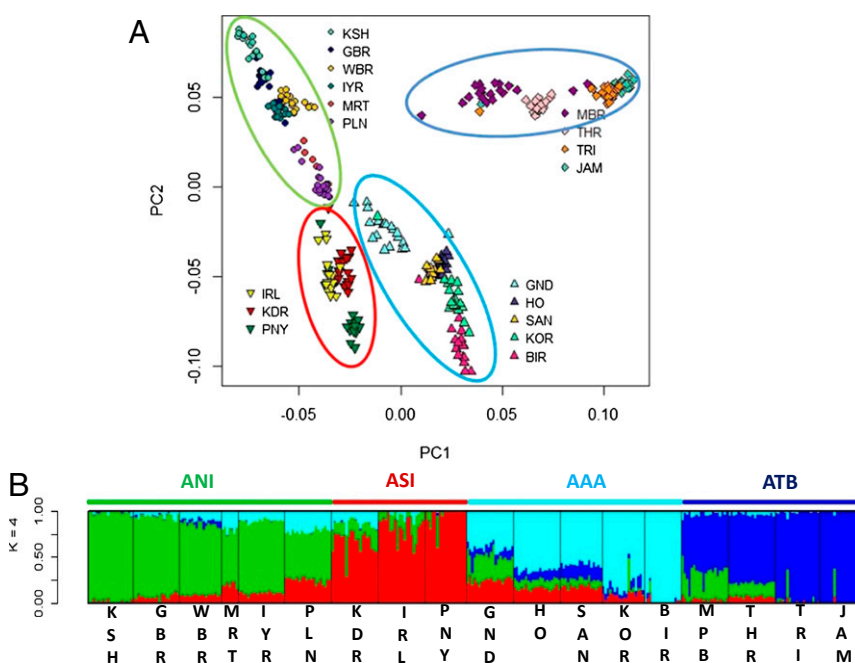 A
KSH
GBR
WBR
IYR
MRT
PLN
MBR
THR
TRI
JAM
GND
HO
SAN
KOR
BIR
IRL
KDR
PNY
PC2
0.05
0.00
-0.05
-0.10
-0.05
0.00
0.05
0.10
PC1
B
ANI ASI AAA ATB
K = 4
1.00
0.50
0.00
K G W M I P K I P G H S K B M T T J
S B B R Y L D R N N O A O I P H R A
H R R T R N R L Y D N R R B R I M